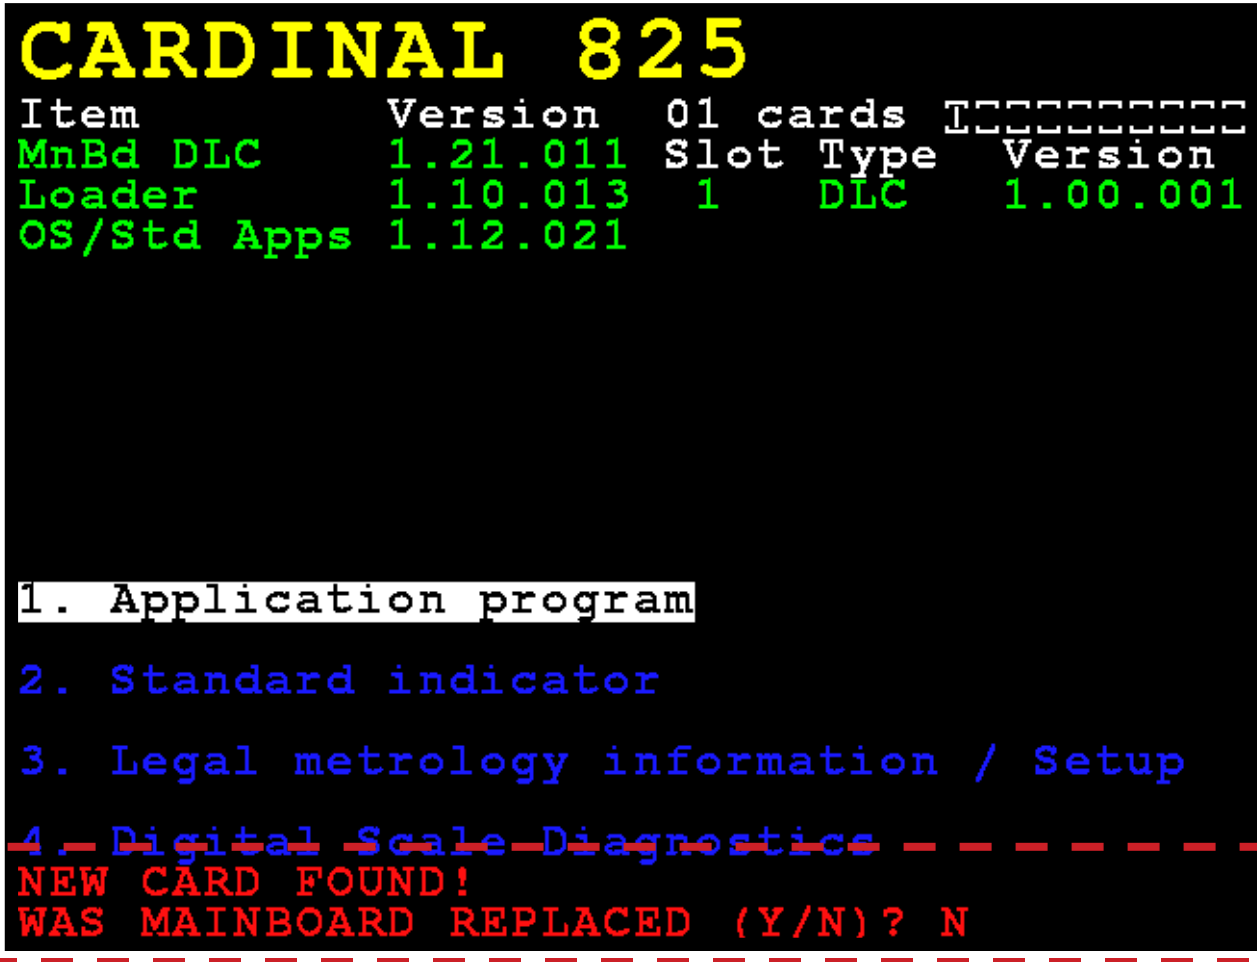 CARDINAL 825
Item Version 01 cards
MnBd DLC 1.21.011 Slot Type Version
Loader 1.10.013 1 DLC 1.00.001
OS/Std Apps 1.12.021
1. Application program
2. Standard indicator
3. Legal metrology information / Setup
4. Digital Scale Diagnostics
NEW CARD FOUND!
WAS MAINBOARD REPLACED (Y/N)? N